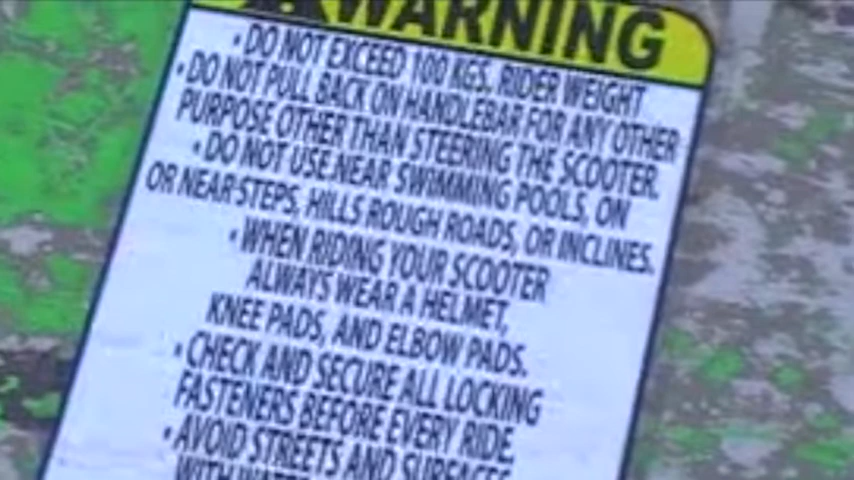 WARNING
• DO NOT EXCEED 100 KGS. RIDER WEIGHT
• DO NOT PULL BACK ON HANDLEBAR FOR ANY OTHER
PURPOSE OTHER THAN STEERING THE SCOOTER.
• DO NOT USE NEAR SWIMMING POOLS, ON
OR NEAR STEPS, HILLS ROUGH ROADS, OR INCLINES.
• WHEN RIDING YOUR SCOOTER
ALWAYS WEAR A HELMET,
KNEE PADS, AND ELBOW PADS.
• CHECK AND SECURE ALL LOCKING
FASTENERS BEFORE EVERY RIDE.
• AVOID STREETS AND SURFACES
WITH WATER